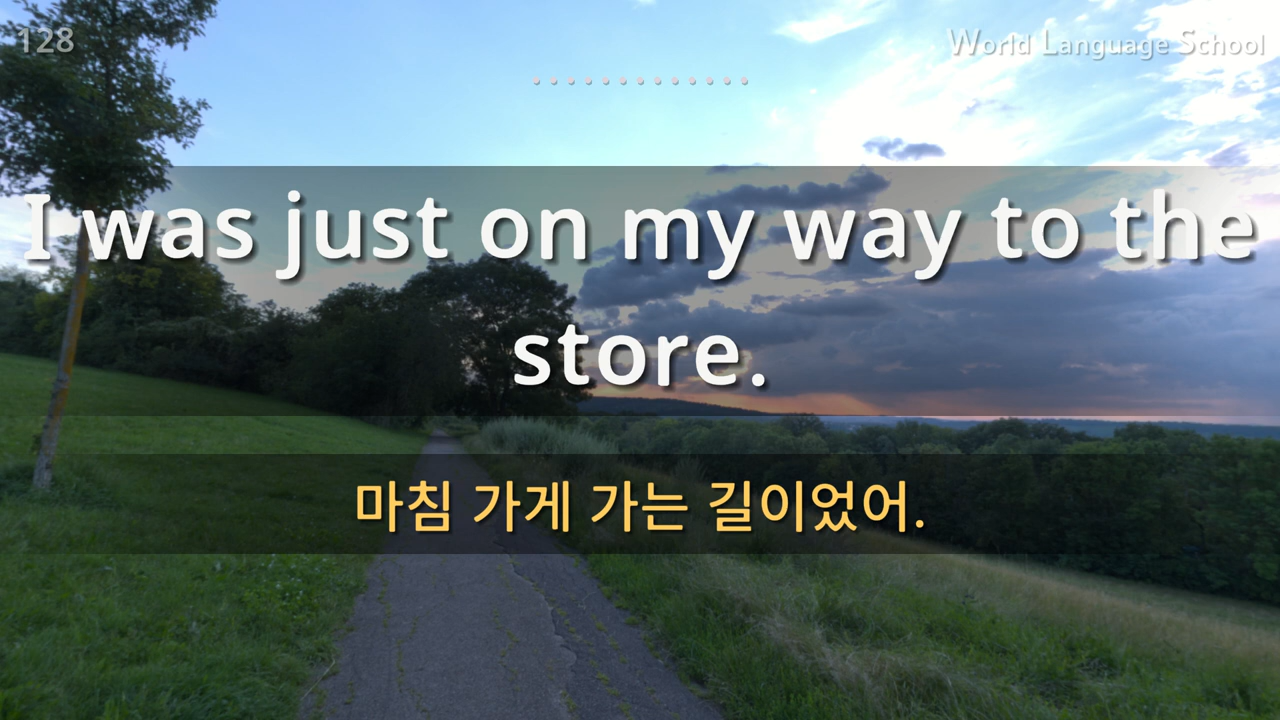 128
World Language School
I was just on my way to the
store.
마침 가게 가는 길이었어.